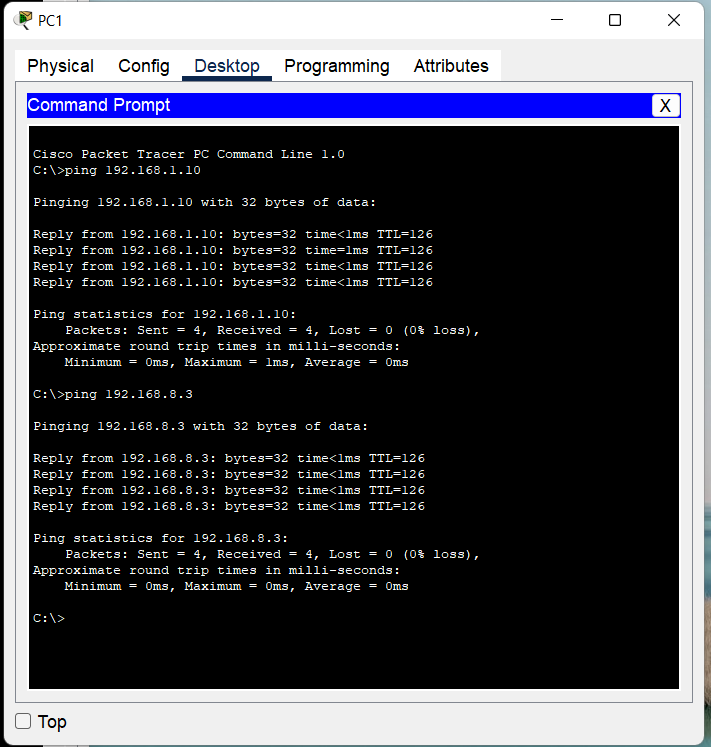 PC1
Physical Config Desktop Programming Attributes
Command Prompt X
Cisco Packet Tracer PC Command Line 1.0
C:\>ping 192.168.1.10
Pinging 192.168.1.10 with 32 bytes of data:
Reply from 192.168.1.10: bytes=32 time<1ms TTL=126
Reply from 192.168.1.10: bytes=32 time=1ms TTL=126
Reply from 192.168.1.10: bytes=32 time<1ms TTL=126
Reply from 192.168.1.10: bytes=32 time<1ms TTL=126
Ping statistics for 192.168.1.10:
Packets: Sent = 4, Received = 4, Lost = 0 (0% loss),
Approximate round trip times in milli-seconds:
Minimum = 0ms, Maximum = 1ms, Average = 0ms
C:\>ping 192.168.8.3
Pinging 192.168.8.3 with 32 bytes of data:
Reply from 192.168.8.3: bytes=32 time<1ms TTL=126
Reply from 192.168.8.3: bytes=32 time<1ms TTL=126
Reply from 192.168.8.3: bytes=32 time<1ms TTL=126
Reply from 192.168.8.3: bytes=32 time<1ms TTL=126
Ping statistics for 192.168.8.3:
Packets: Sent = 4, Received = 4, Lost = 0 (0% loss),
Approximate round trip times in milli-seconds:
Minimum = 0ms, Maximum = 0ms, Average = 0ms
C:\>
Top